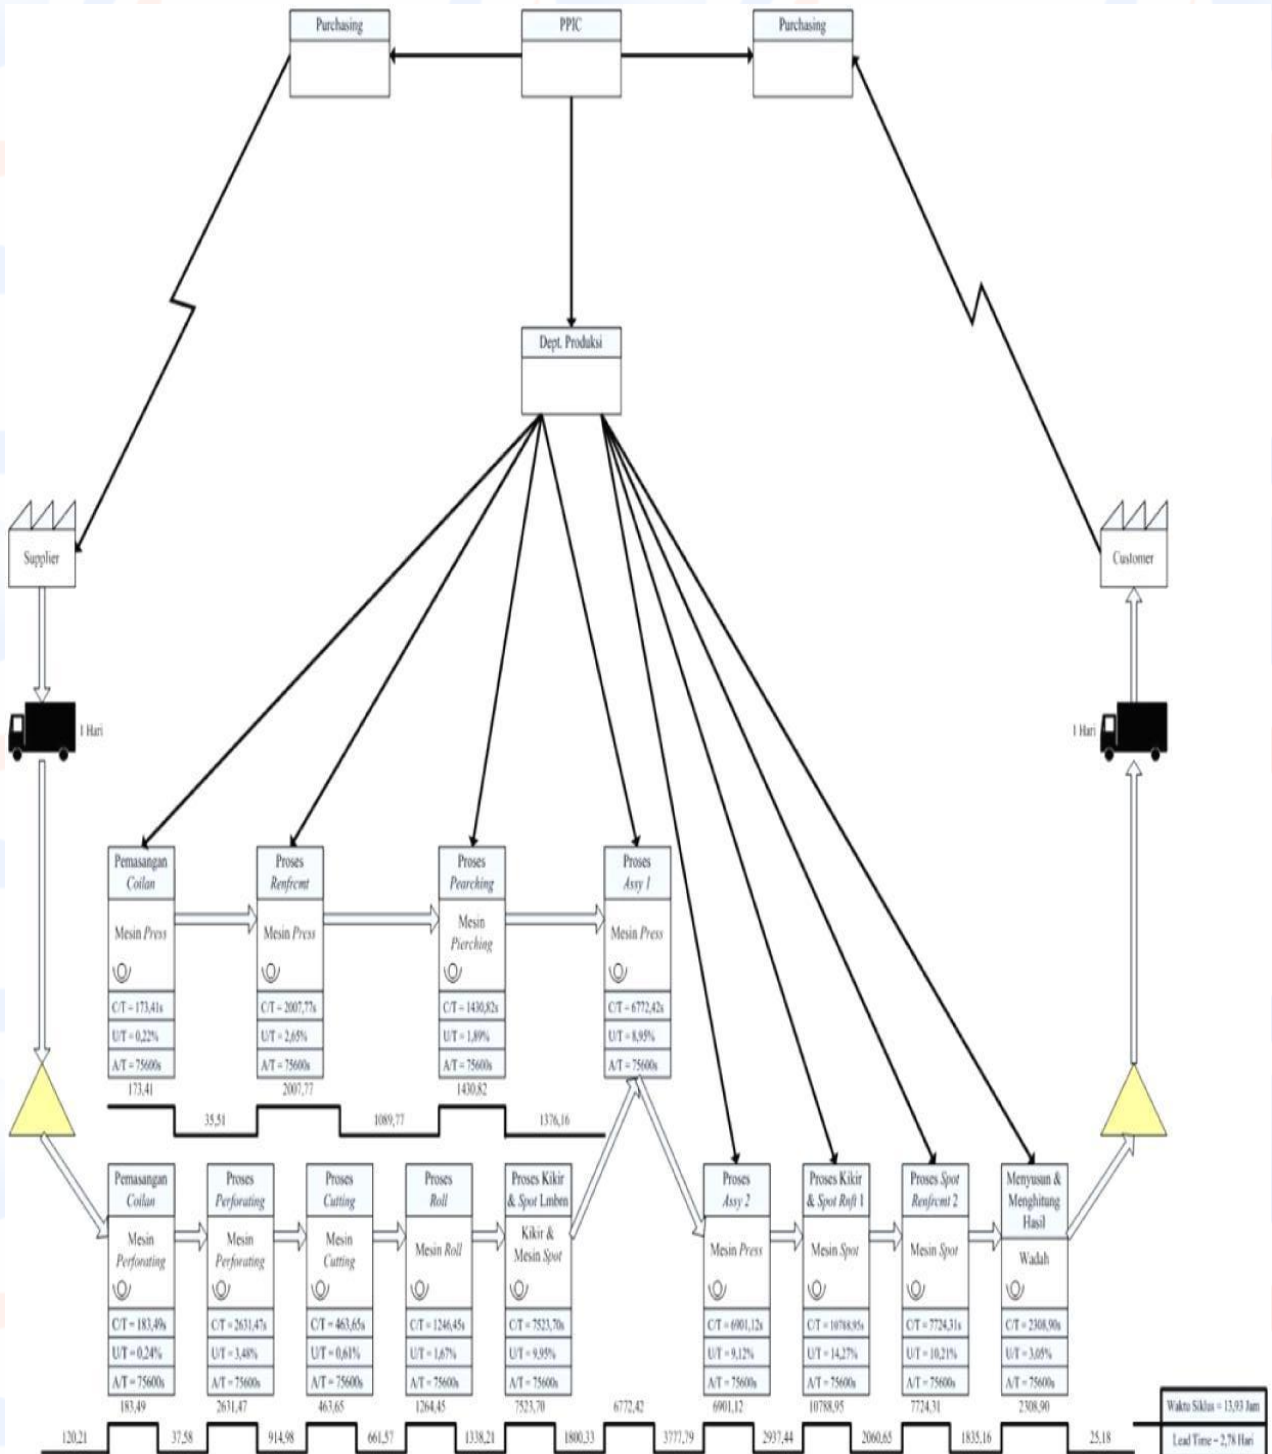 Purchasing
PPIC
Purchasing
Dept. Produksi
Supplier
Customer
1 Hari
1 Hari
Pemasangan
Coilan
Mesin Press
C/T = 173,41s
U/T = 0,22%
A/T = 75600s
Proses
Renfrcmt
Mesin Press
C/T = 2007,77s
U/T = 2,65%
A/T = 75600s
Proses
Pearching
Mesin
Pierching
C/T = 1430,82s
U/T = 1,89%
A/T = 75600s
Proses
Assy 1
Mesin Press
C/T = 6772,42s
U/T = 8,95%
A/T = 75600s
173,41
2007,77
1430,82
35,51
1089,77
1376,16
Pemasangan
Coilan
Mesin
Perforating
C/T = 183,49s
U/T = 0,24%
A/T = 75600s
Proses
Perforating
Mesin
Perforating
C/T = 2631,47s
U/T = 3,48%
A/T = 75600s
Proses
Cutting
Mesin
Cutting
C/T = 463,65s
U/T = 0,61%
A/T = 75600s
Proses
Roll
Mesin Roll
C/T = 1246,45s
U/T = 1,67%
A/T = 75600s
Proses Kikir
& Spot Lmbrn
Kikir &
Mesin Spot
C/T = 7523,70s
U/T = 9,95%
A/T = 75600s
Proses
Assy 2
Mesin Press
C/T = 6901,12s
U/T = 9,12%
A/T = 75600s
Proses Kikir
& Spot Rnft 1
Mesin Spot
C/T = 10788,95s
U/T = 14,27%
A/T = 75600s
Proses Spot
Renfrcmt 2
Mesin Spot
C/T = 7724,31s
U/T = 10,21%
A/T = 75600s
Menyusun &
Menghitung
Hasil
Wadah
C/T = 2308,90s
U/T = 3,05%
A/T = 75600s
183,49
2631,47
463,65
1264,45
7523,70
6772,42
6901,12
10788,95
7724,31
2308,90
120,21
37,58
914,98
661,57
1338,21
1800,33
3777,79
2937,44
2060,65
1835,16
25,18
Waktu Siklus = 13,93 Jam
Lead Time = 2,78 Hari